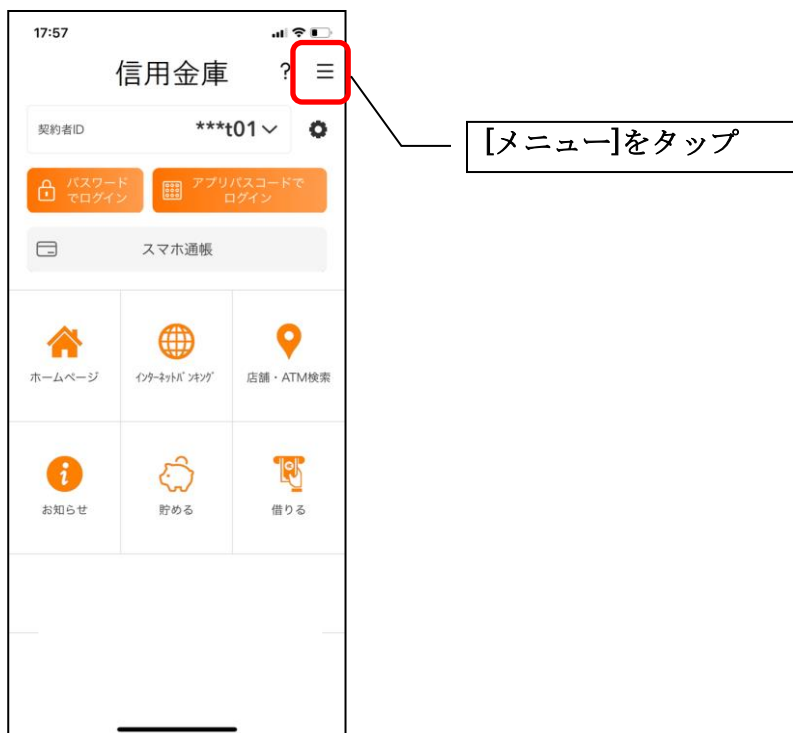 17:57
信用金庫 ? ≡
契約者ID ***t01
パスワード
でログイン
アプリパスコードで
ログイン
スマホ通帳
[メニュー]をタップ
ホームページ
ｲﾝﾀｰﾈｯﾄﾊﾞﾝｷﾝｸﾞ
店舗・ATM検索
お知らせ
貯める
借りる